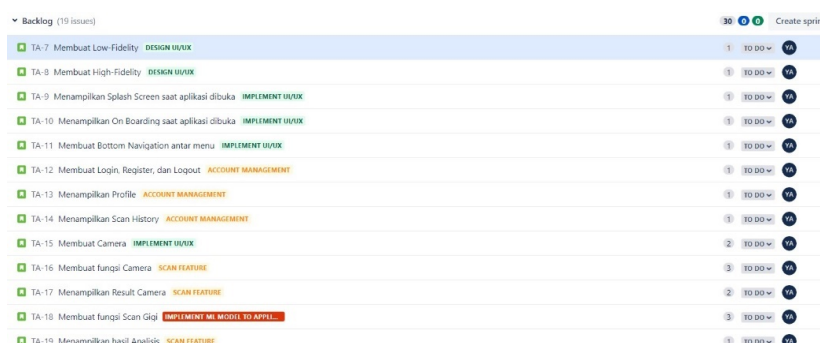 Backlog (19 issues) 30 0 0 Create sprin
TA-7 Membuat Low-Fidelity DESIGN UI/UX 1 TO DO YA
TA-8 Membuat High-Fidelity DESIGN UI/UX 1 TO DO YA
TA-9 Menampilkan Splash Screen saat aplikasi dibuka IMPLEMENT UI/UX 1 TO DO YA
TA-10 Menampilkan On Boarding saat aplikasi dibuka IMPLEMENT UI/UX 1 TO DO YA
TA-11 Membuat Bottom Navigation antar menu IMPLEMENT UI/UX 1 TO DO YA
TA-12 Membuat Login, Register, dan Logout ACCOUNT MANAGEMENT 1 TO DO YA
TA-13 Menampilkan Profile ACCOUNT MANAGEMENT 1 TO DO YA
TA-14 Menampilkan Scan History ACCOUNT MANAGEMENT 1 TO DO YA
TA-15 Membuat Camera IMPLEMENT UI/UX 2 TO DO YA
TA-16 Membuat fungsi Camera SCAN FEATURE 3 TO DO YA
TA-17 Menampilkan Result Camera SCAN FEATURE 2 TO DO YA
TA-18 Membuat fungsi Scan Gigi IMPLEMENT ML MODEL TO APPLI... 3 TO DO YA
TA-19 Menampilkan hasil Analisis SCAN FEATURE 1 TO DO YA